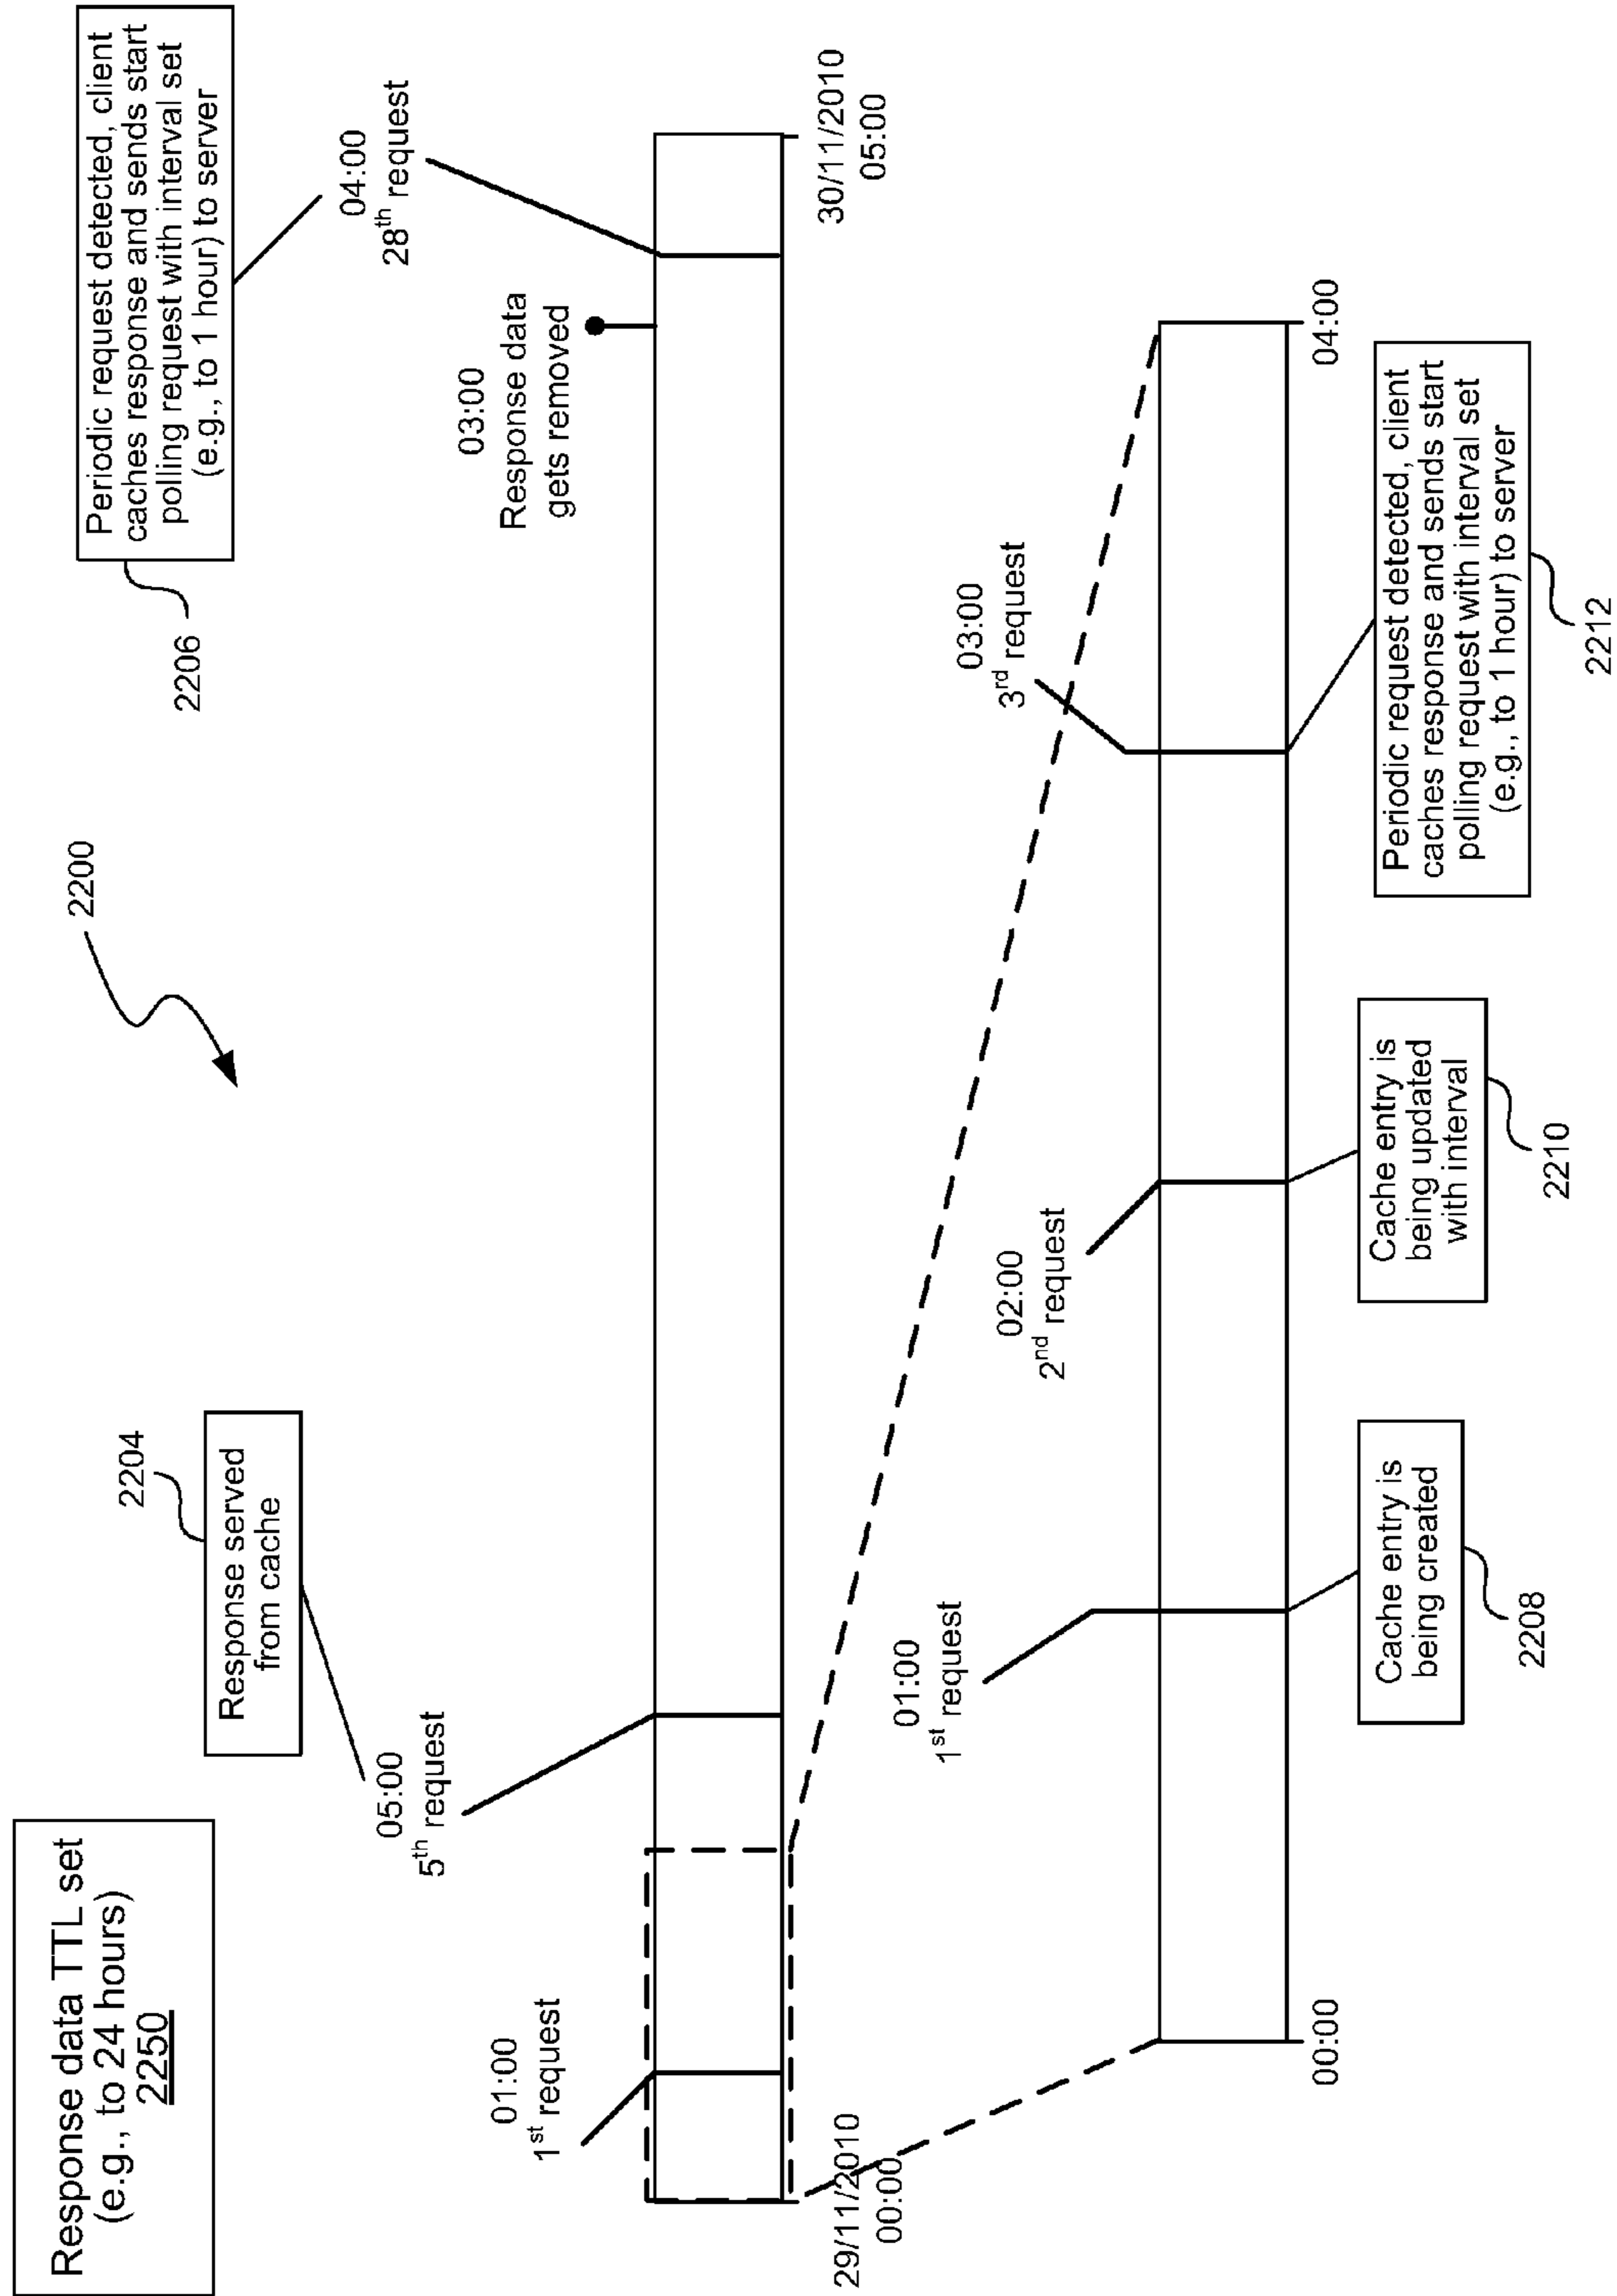 Response data TTL set
(e.g., to 24 hours)
2250
2204
Response served
from cache
2200
2206
Periodic request detected, client
caches response and sends start
polling request with interval set
(e.g., to 1 hour) to server
01:00
1st request
05:00
5th request
03:00
Response data
gets removed
04:00
28th request
29/11/2010
00:00
30/11/2010
05:00
01:00
1st request
02:00
2nd request
03:00
3rd request
00:00
04:00
Cache entry is
being created
2208
Cache entry is
being updated
with interval
2210
Periodic request detected, client
caches response and sends start
polling request with interval set
(e.g., to 1 hour) to server
2212